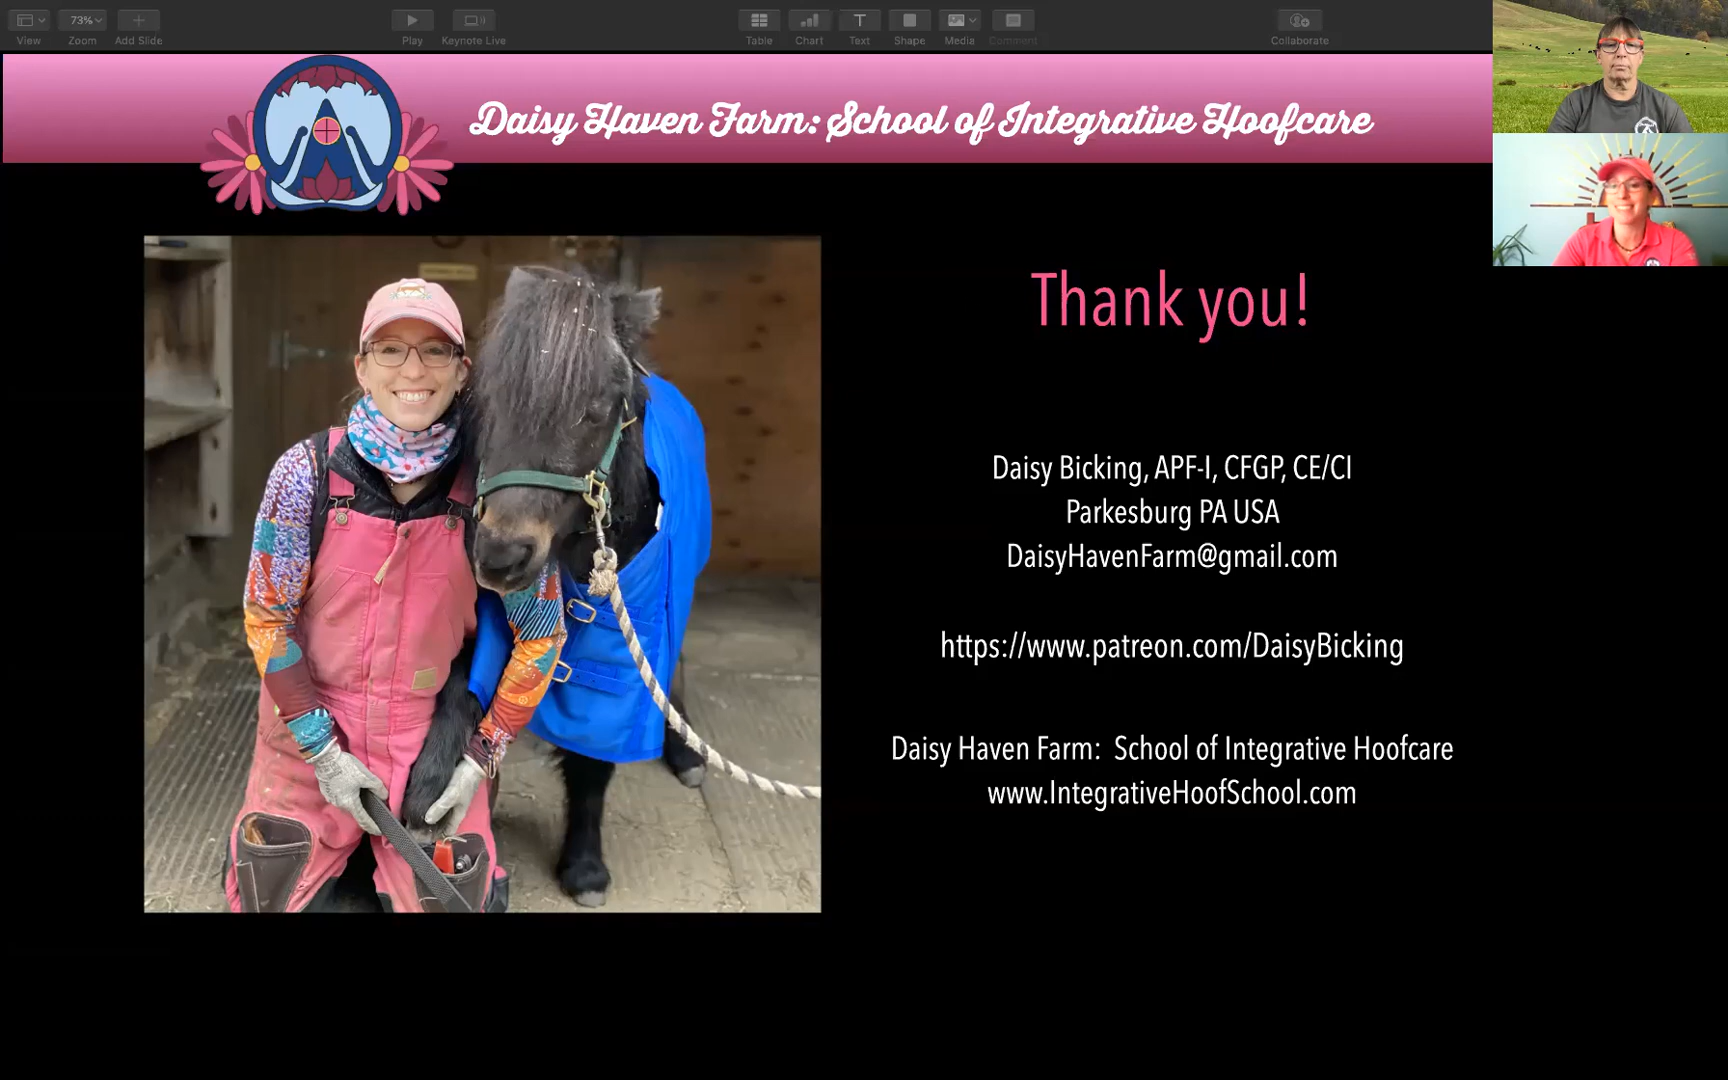 View
73%
Zoom
Add Slide
Play
Keynote Live
Table
Chart
Text
Shape
Media
Comment
Collaborate
Daisy Haven Farm: School of Integrative Hoofcare
Thank you!
Daisy Bicking, APF-I, CFGP, CE/CI
Parkesburg PA USA
DaisyHavenFarm@gmail.com
https://www.patreon.com/DaisyBicking
Daisy Haven Farm:  School of Integrative Hoofcare
www.IntegrativeHoofSchool.com